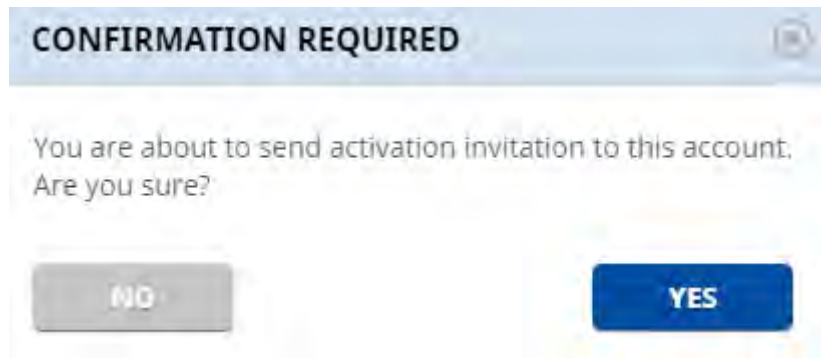 CONFIRMATION REQUIRED
You are about to send activation invitation to this account.
Are you sure?
NO
YES